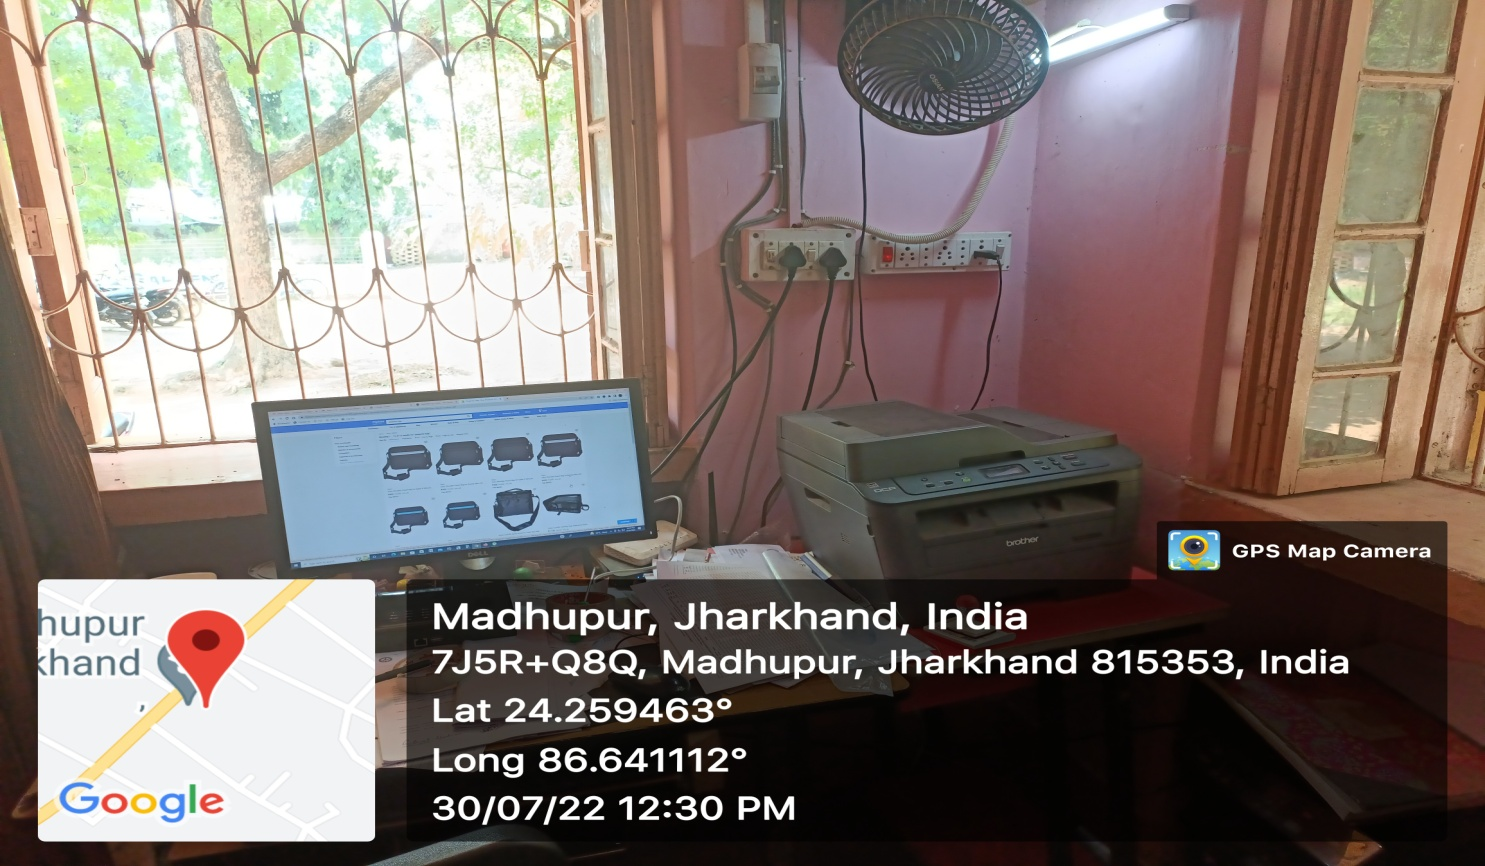 DELL
brother
GPS Map Camera
hupur
khand
,
Google
Madhupur, Jharkhand, India
7J5R+Q8Q, Madhupur, Jharkhand 815353, India
Lat 24.259463°
Long 86.641112°
30/07/22 12:30 PM